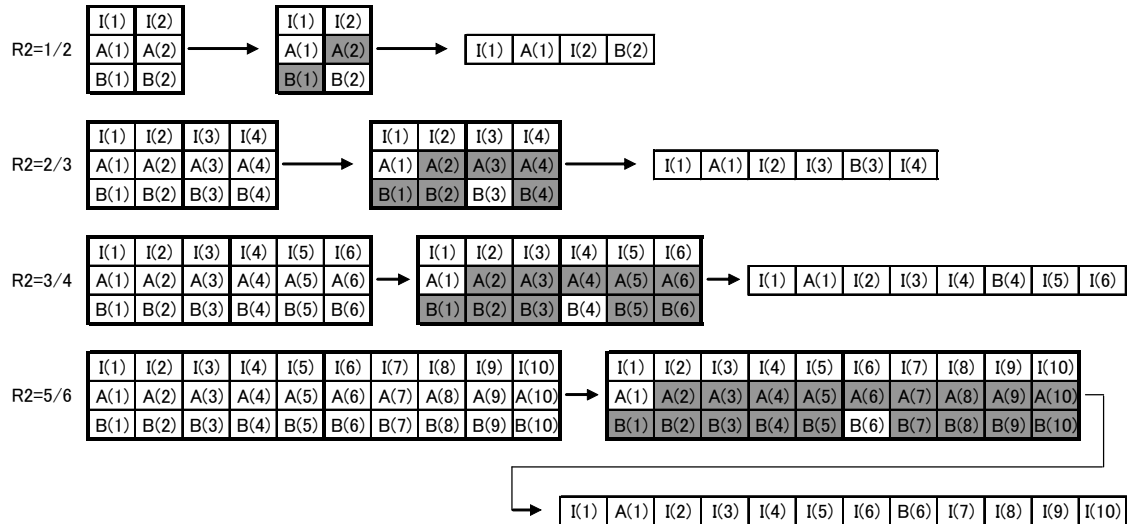 I(1) I(2) I(1) I(2)
R2=1/2 A(1) A(2) A(1) A(2) I(1) A(1) I(2) B(2)
B(1) B(2) B(1) B(2)
I(1) I(2) I(3) I(4) I(1) I(2) I(3) I(4)
R2=2/3 A(1) A(2) A(3) A(4) A(1) A(2) A(3) A(4) I(1) A(1) I(2) I(3) B(3) I(4)
B(1) B(2) B(3) B(4) B(1) B(2) B(3) B(4)
I(1) I(2) I(3) I(4) I(5) I(6) I(1) I(2) I(3) I(4) I(5) I(6)
R2=3/4 A(1) A(2) A(3) A(4) A(5) A(6) A(1) A(2) A(3) A(4) A(5) A(6) I(1) A(1) I(2) I(3) I(4) B(4) I(5) I(6)
B(1) B(2) B(3) B(4) B(5) B(6) B(1) B(2) B(3) B(4) B(5) B(6)
I(1) I(2) I(3) I(4) I(5) I(6) I(7) I(8) I(9) I(10) I(1) I(2) I(3) I(4) I(5) I(6) I(7) I(8) I(9) I(10)
R2=5/6 A(1) A(2) A(3) A(4) A(5) A(6) A(7) A(8) A(9) A(10) A(1) A(2) A(3) A(4) A(5) A(6) A(7) A(8) A(9) A(10)
B(1) B(2) B(3) B(4) B(5) B(6) B(7) B(8) B(9) B(10) B(1) B(2) B(3) B(4) B(5) B(6) B(7) B(8) B(9) B(10)
I(1) A(1) I(2) I(3) I(4) I(5) I(6) B(6) I(7) I(8) I(9) I(10)